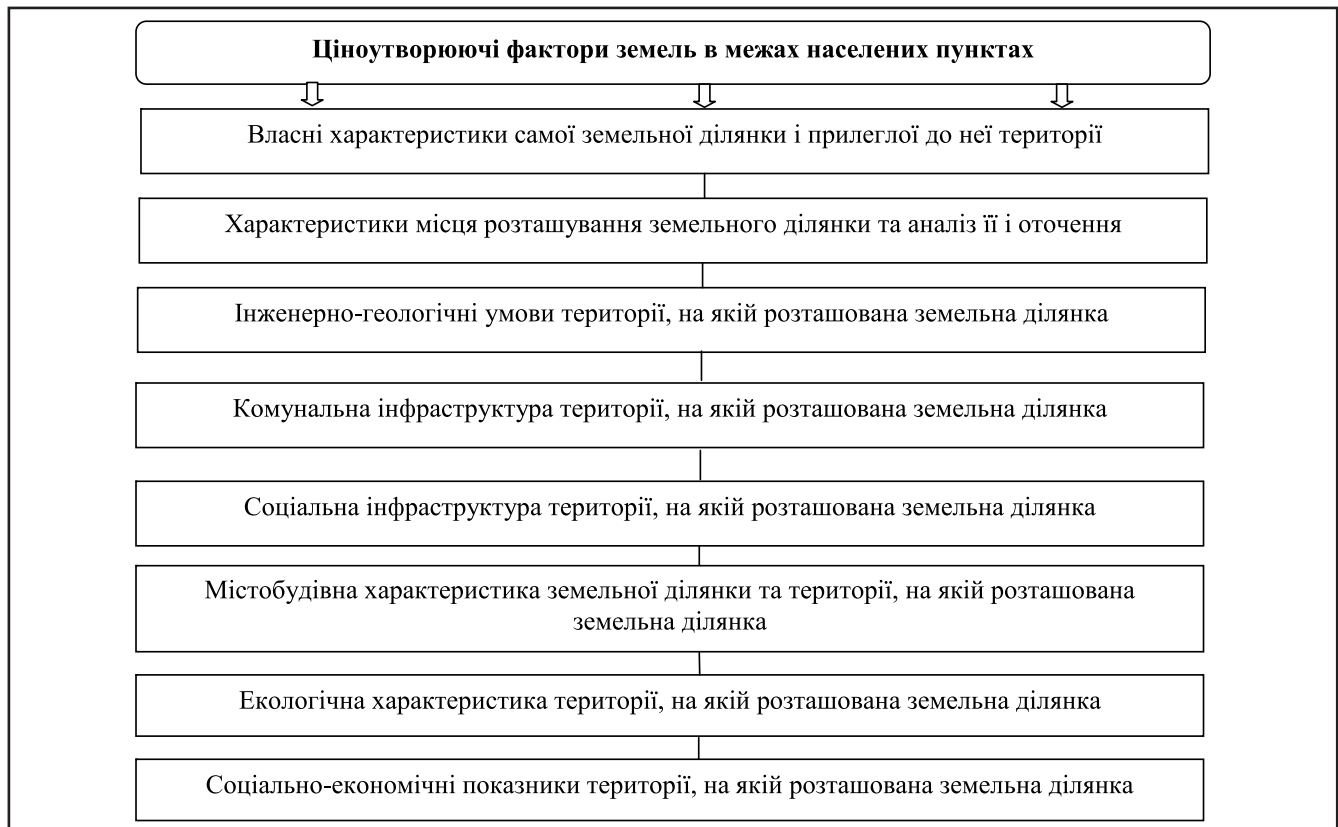 Ціноутворюючі фактори земель в межах населених пунктах
Власні характеристики самої земельної ділянки і прилеглої до неї території
Характеристики місця розташування земельного ділянки та аналіз її і оточення
Інженерно-геологічні умови території, на якій розташована земельна ділянка
Комунальна інфраструктура території, на якій розташована земельна ділянка
Соціальна інфраструктура території, на якій розташована земельна ділянка
Містобудівна характеристика земельної ділянки та території, на якій розташована
земельна ділянка
Екологічна характеристика території, на якій розташована земельна ділянка
Соціально-економічні показники території, на якій розташована земельна ділянка